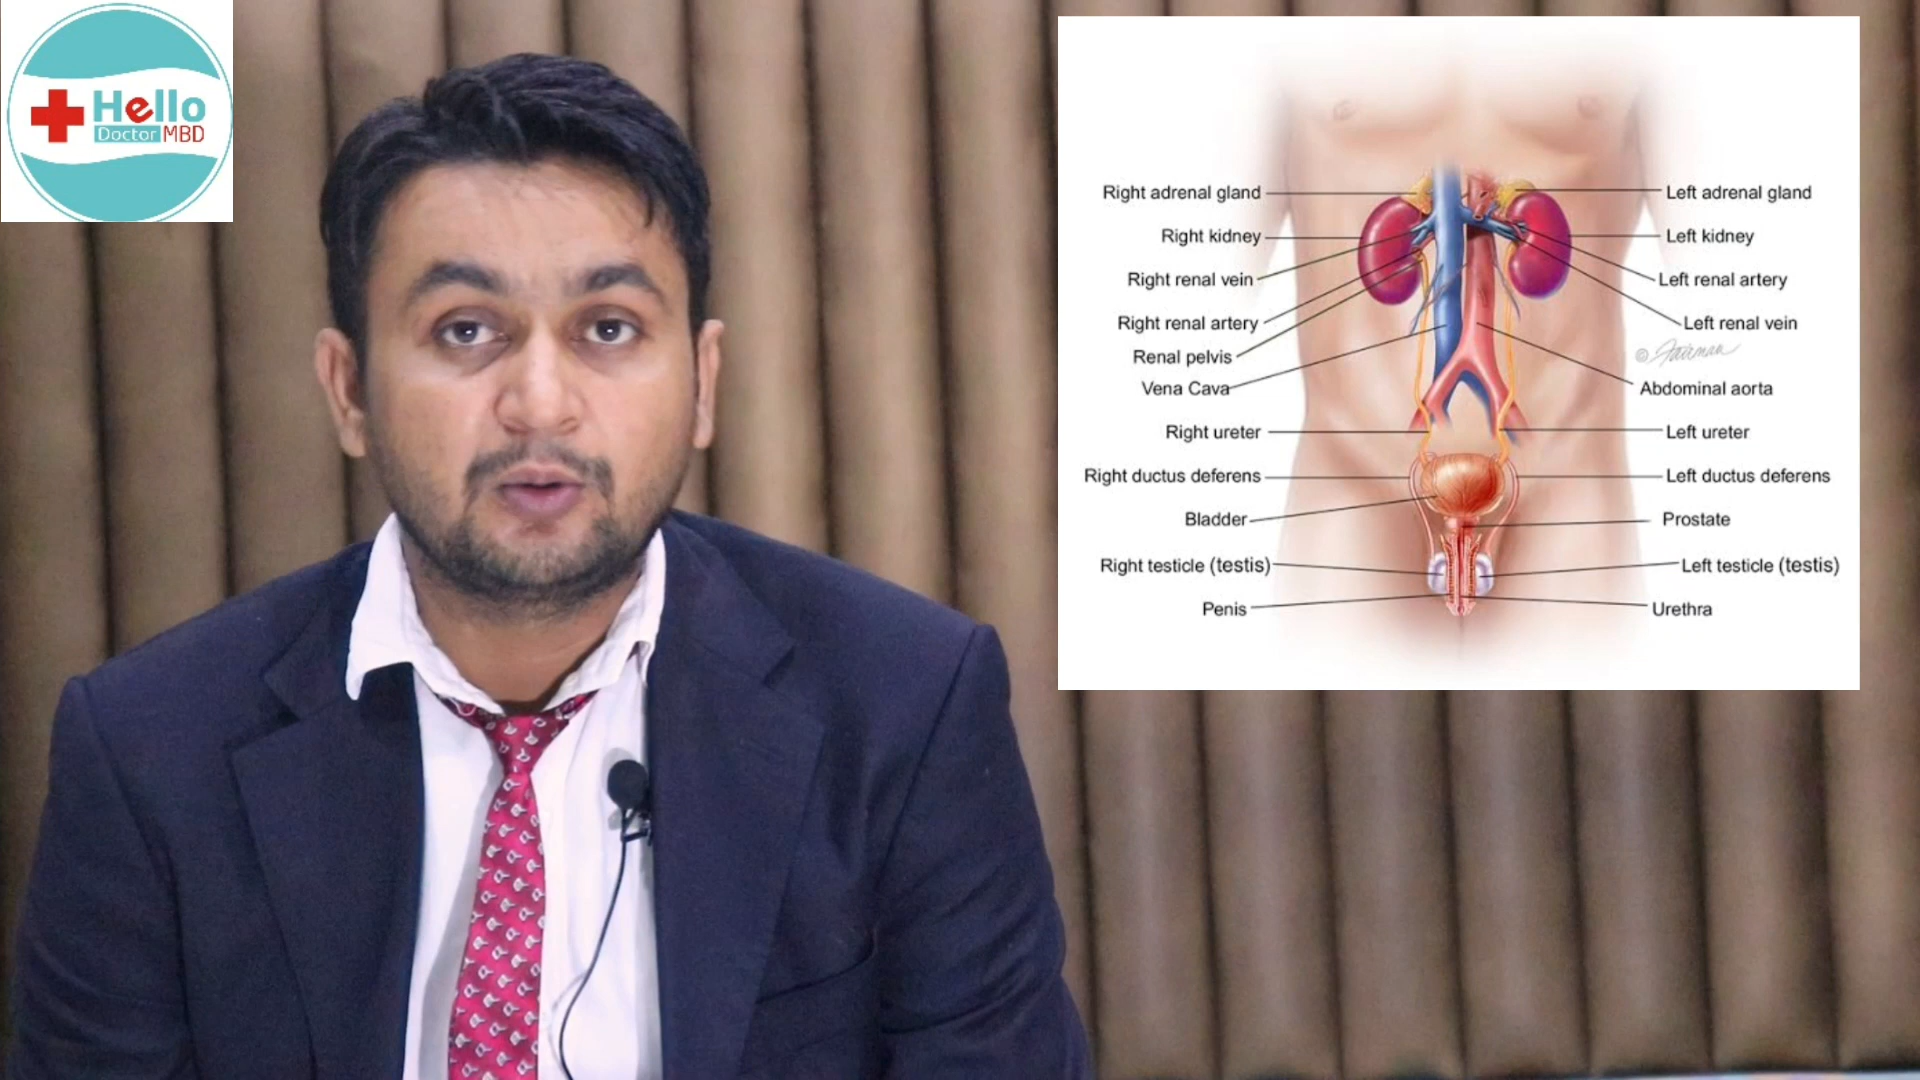 Hello
Doctor MBD
Right adrenal gland
Right kidney
Right renal vein
Right renal artery
Renal pelvis
Vena Cava
Right ureter
Right ductus deferens
Bladder
Right testicle (testis)
Penis
Left adrenal gland
Left kidney
Left renal artery
Left renal vein
©
Abdominal aorta
Left ureter
Left ductus deferens
Prostate
Left testicle (testis)
Urethra